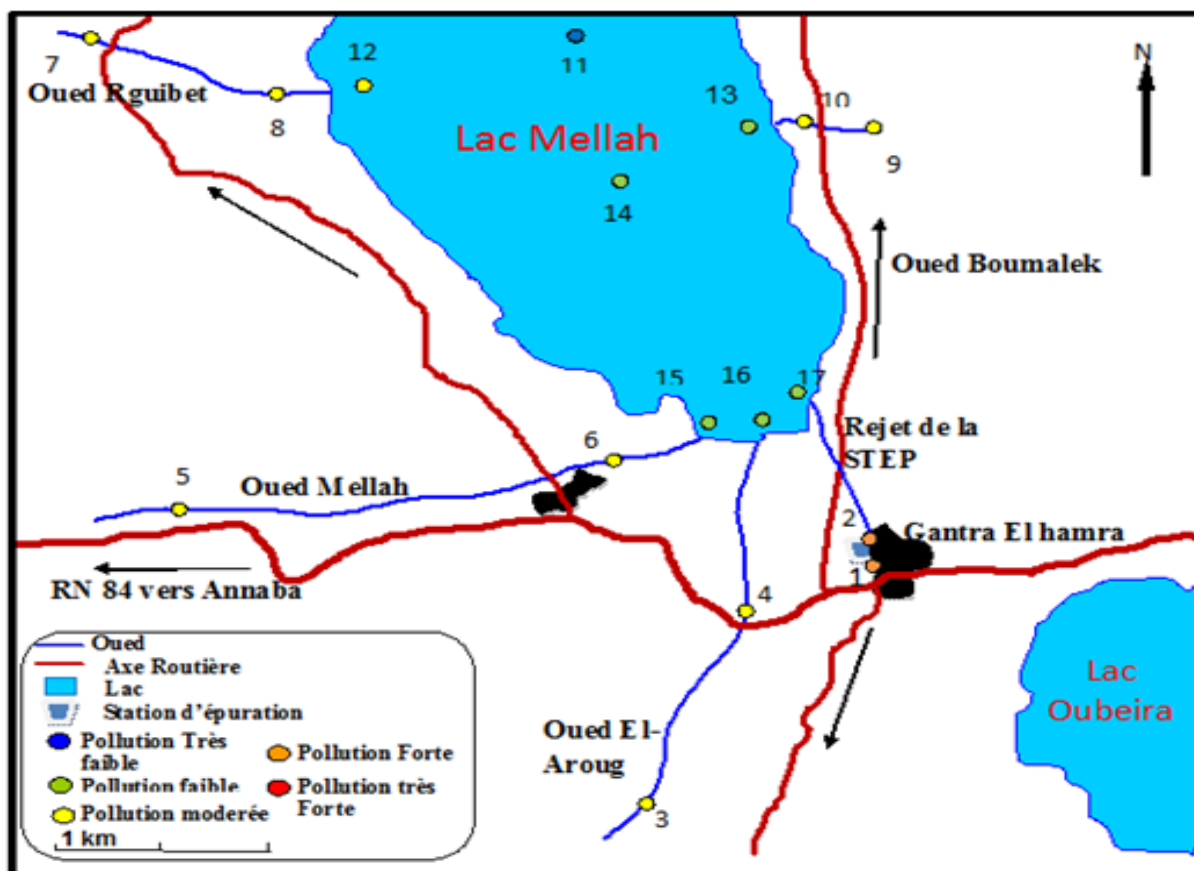 7
Oued Rguibet
8
12
11
13
Lac Mellah
14
10
9
N
Oued Boumalek
15
16
17
Rejet de la
STEP
6
5
Oued Mellah
2
Gantra El hamra
1
RN 84 vers Annaba
4
Oued El-
Aroug
3
Lac
Oubeira
Oued
Axe Routière
Lac
Station d'épuration
Pollution Très
faible
Pollution faible
Pollution moderée
Pollution Forte
Pollution très
Forte
1 km